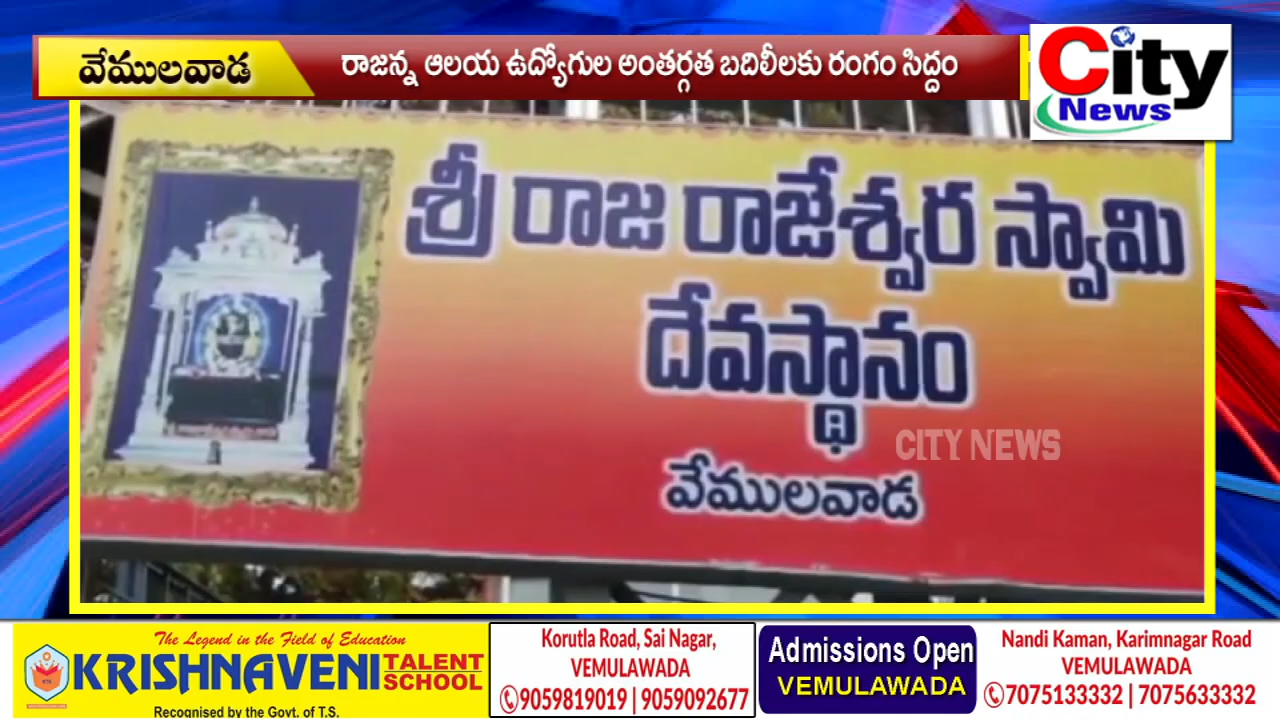 వేములవాడ
రాజన్న ఆలయ ఉద్యోగుల అంతర్గత బదిలీలకు రంగం సిద్దం
City
News
శ్రీ రాజ రాజేశ్వర స్వామి
దేవస్థానం
వేములవాడ
CITY NEWS
The Legend in the Field of Education
KRISHNAVENI TALENT SCHOOL
Recognised by the Govt. of T.S.
Korutla Road, Sai Nagar,
VEMULAWADA
9059819019 | 9059092677
Admissions Open
VEMULAWADA
Nandi Kaman, Karimnagar Road
VEMULAWADA
7075133332 | 7075633332